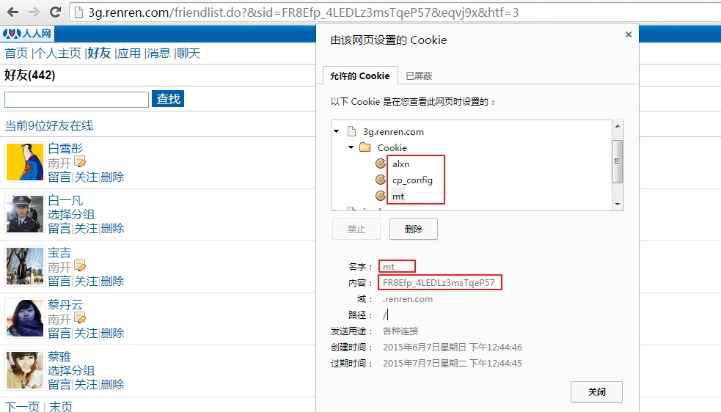 3g.renren.com/friendlist.do?&sid=FR8Efp_4LEDLz3msTqeP57&eqvj9x&htf=3
人人网
首页 |个人主页 |好友 |应用 |消息 |聊天
好友(442)
查找
当前9位好友在线
白雪彤
南开
留言|关注|删除
白一凡
选择分组
留言|关注|删除
宝吉
南开
留言|关注|删除
蔡丹云
南开
留言|关注|删除
蔡雅
选择分组
留言|关注|删除
下一页 | 末页
由该网页设置的 Cookie
×
允许的 Cookie 已屏蔽
以下 Cookie 是在您查看此网页时设置的：
3g.renren.com
Cookie
alxn
cp_config
mt
禁止 删除
名字： mt
内容： FR8Efp_4LEDLz3msTqeP57
域： .renren.com
路径： /
发送用途： 各种连接
创建时间： 2015年6月7日星期日 下午12:44:46
过期时间： 2015年7月7日星期二 下午12:44:45
关闭